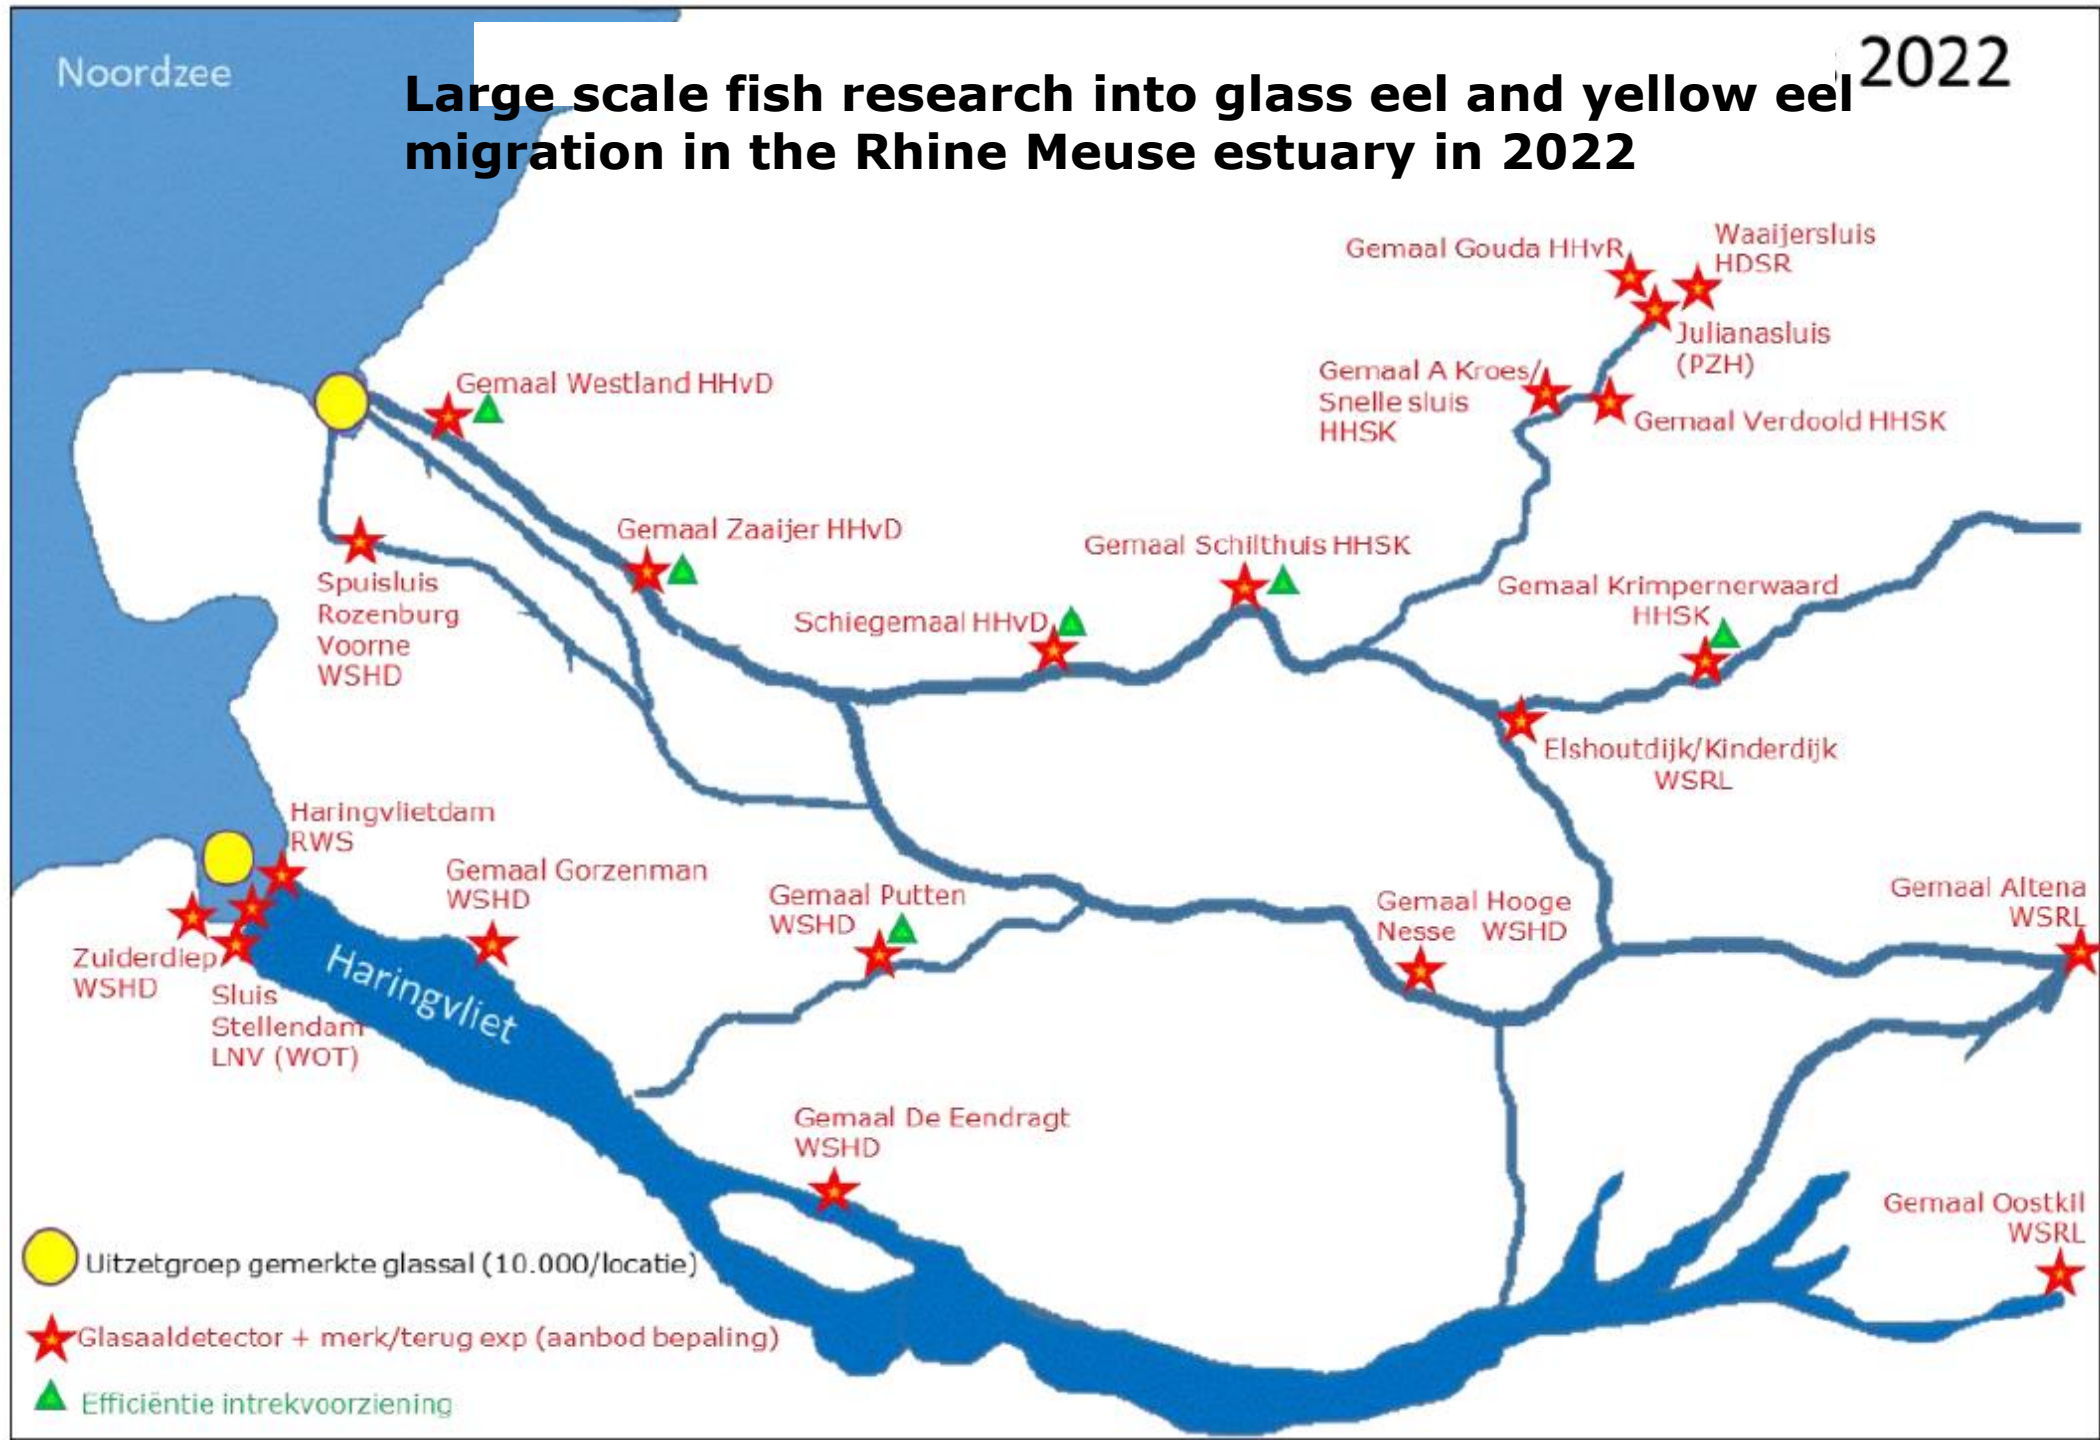 Noordzee
2022
Large scale fish research into glass eel and yellow eel
migration in the Rhine Meuse estuary in 2022
Gemaal Gouda HHvR
Waaijersluis
HDSR
Julianasluis
(PZH)
Gemaal A Kroes/
Snelle sluis
HHSK
Gemaal Verdoold HHSK
Gemaal Westland HHvD
Gemaal Zaaijer HHvD
Gemaal Schilthuis HHSK
Schiegemaal HHvD
Spuisluis
Rozenburg
Voorne
WSHD
Gemaal Krimpernerwaard
HHSK
Elshoutdijk/Kinderdijk
WSRL
Haringvlietdam
RWS
Gemaal Gorzenman
WSHD
Gemaal Putten
WSHD
Gemaal Hooge
Nesse WSHD
Gemaal Altena
WSRL
Zuiderdiep
WSHD
Sluis
Stellendam
LNV (WOT)
Haringvliet
Gemaal De Eendragt
WSHD
Gemaal Oostkil
WSRL
Uitzetgroep gemerkte glassal (10.000/locatie)
Glasaaldetector + merk/terug exp (aanbod bepaling)
Efficiëntie intrekvoorziening